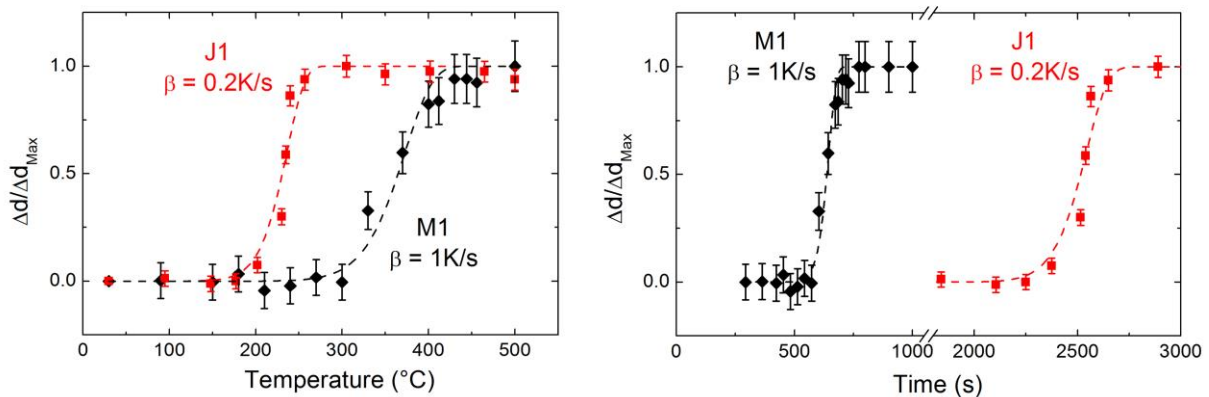 J1
β = 0.2K/s
M1
β = 1K/s
1.0
0.5
0.0
Δd/Δd_Max
0 100 200 300 400 500
Temperature (°C)
M1
β = 1K/s
J1
β = 0.2K/s
1.0
0.5
0.0
Δd/Δd_Max
0 500 1000 2000 2500 3000
Time (s)